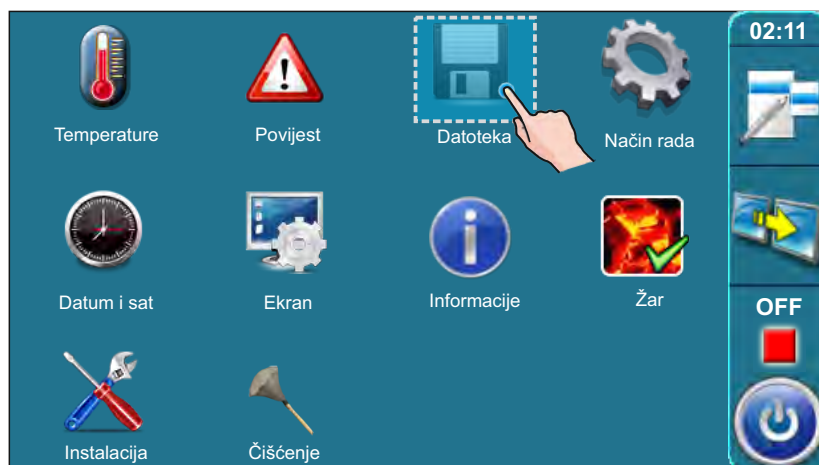 02:11
Temperature
Povijest
Datoteka
Način rada
Datum i sat
Ekran
Informacije
Žar
OFF
Instalacija
Čišćenje